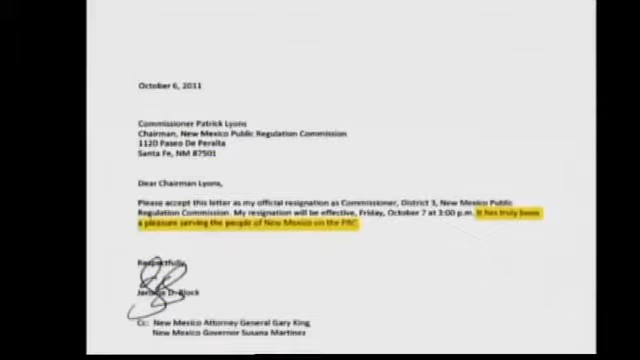 October 6, 2011
Commissioner Patrick Lyons
Chairman, New Mexico Public Regulation Commission
1120 Paseo De Peralta
Santa Fe, NM 87501
Dear Chairman Lyons,
Please accept this letter as my official resignation as Commissioner, District 3, New Mexico Public
Regulation Commission. My resignation will be effective, Friday, October 7 at 3:00 p.m. It has truly been
a pleasure serving the people of New Mexico on the PRC.
Respectfully,
Jerome D. Block
Cc: New Mexico Attorney General Gary King
New Mexico Governor Susana Martinez